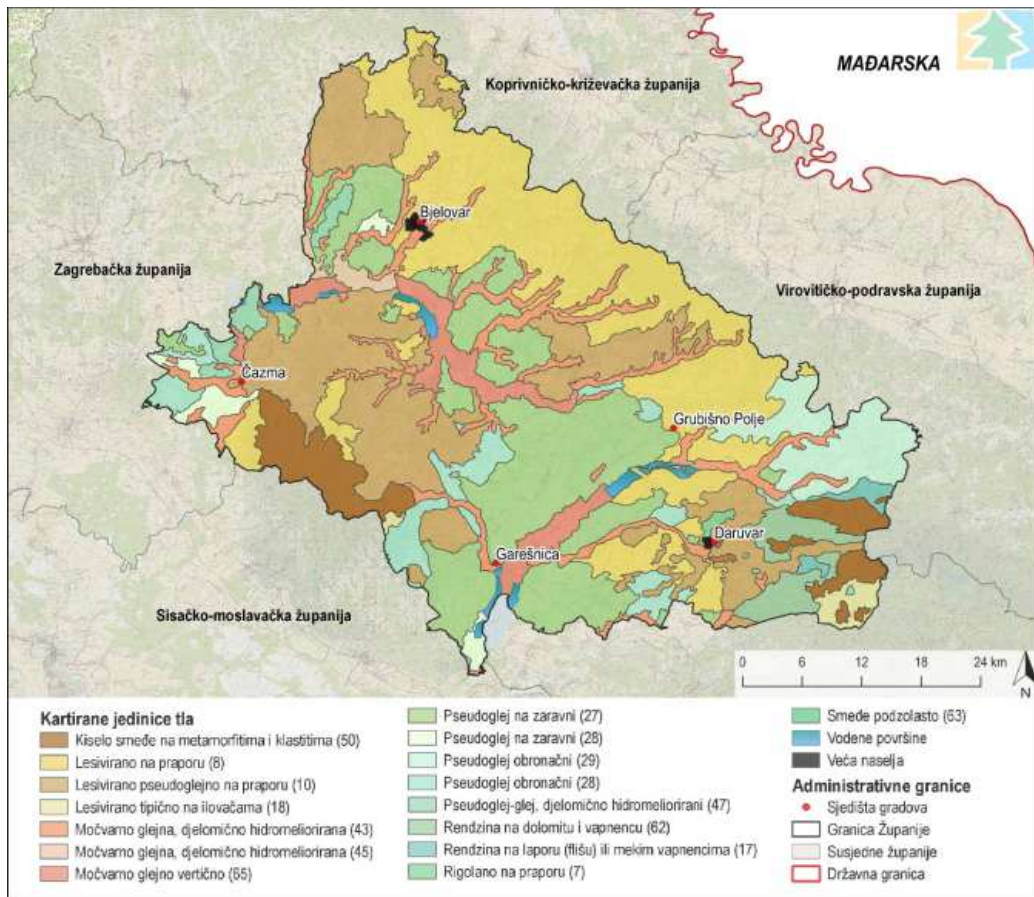 MAĐARSKA
Koprivničko-križevačka županija
Bjelovar
Zagrebačka županija
Virovitičko-podravska županija
Čazma
Grubišno Polje
Daruvar
Garešnica
Sisačko-moslavačka županija
0 6 12 18 24 km
N
Kartirane jedinice tla
Kiselo smeđe na metamorfitima i klastitima (50)
Lesivirano na praporu (8)
Lesivirano pseudoglejno na praporu (10)
Lesivirano tipično na ilovačama (18)
Močvarno glejna, djelomično hidromeliorirana (43)
Močvarno glejna, djelomično hidromeliorirana (45)
Močvarno glejno vertično (65)
Pseudoglej na zaravni (27)
Pseudoglej na zaravni (28)
Pseudoglej obronačni (29)
Pseudoglej obronačni (28)
Pseudoglej-glej, djelomično hidromeliorirani (47)
Rendzina na dolomitu i vapnencu (62)
Rendzina na laporu (flišu) ili mekim vapnencima (17)
Rigolano na praporu (7)
Smeđe podzolasto (63)
Vodene površine
Veća naselja
Administrativne granice
Sjedišta gradova
Granica Županije
Susjedne županije
Državna granica